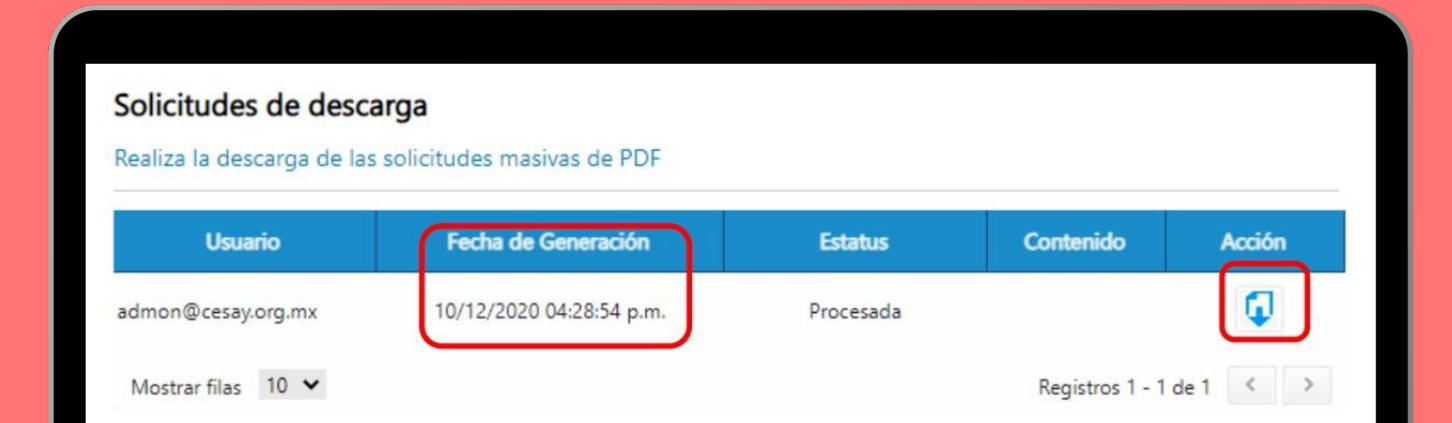 Solicitudes de descarga
Realiza la descarga de las solicitudes masivas de PDF
Usuario Fecha de Generación Estatus Contenido Acción
admon@cesay.org.mx 10/12/2020 04:28:54 p.m. Procesada
Mostrar filas 10 Registros 1 - 1 de 1 < >